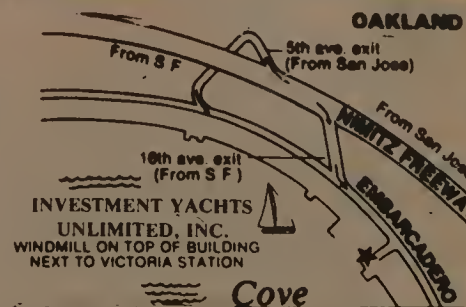 OAKLAND
From S F
5th ave. exit
(From San Jose)
From San Jose
NIMITZ FREEWA
16th ave. exit
(From S F)
EMBARCADERO
INVESTMENT YACHTS
UNLIMITED, INC.
WINDMILL ON TOP OF BUILDING
NEXT TO VICTORIA STATION
Cove